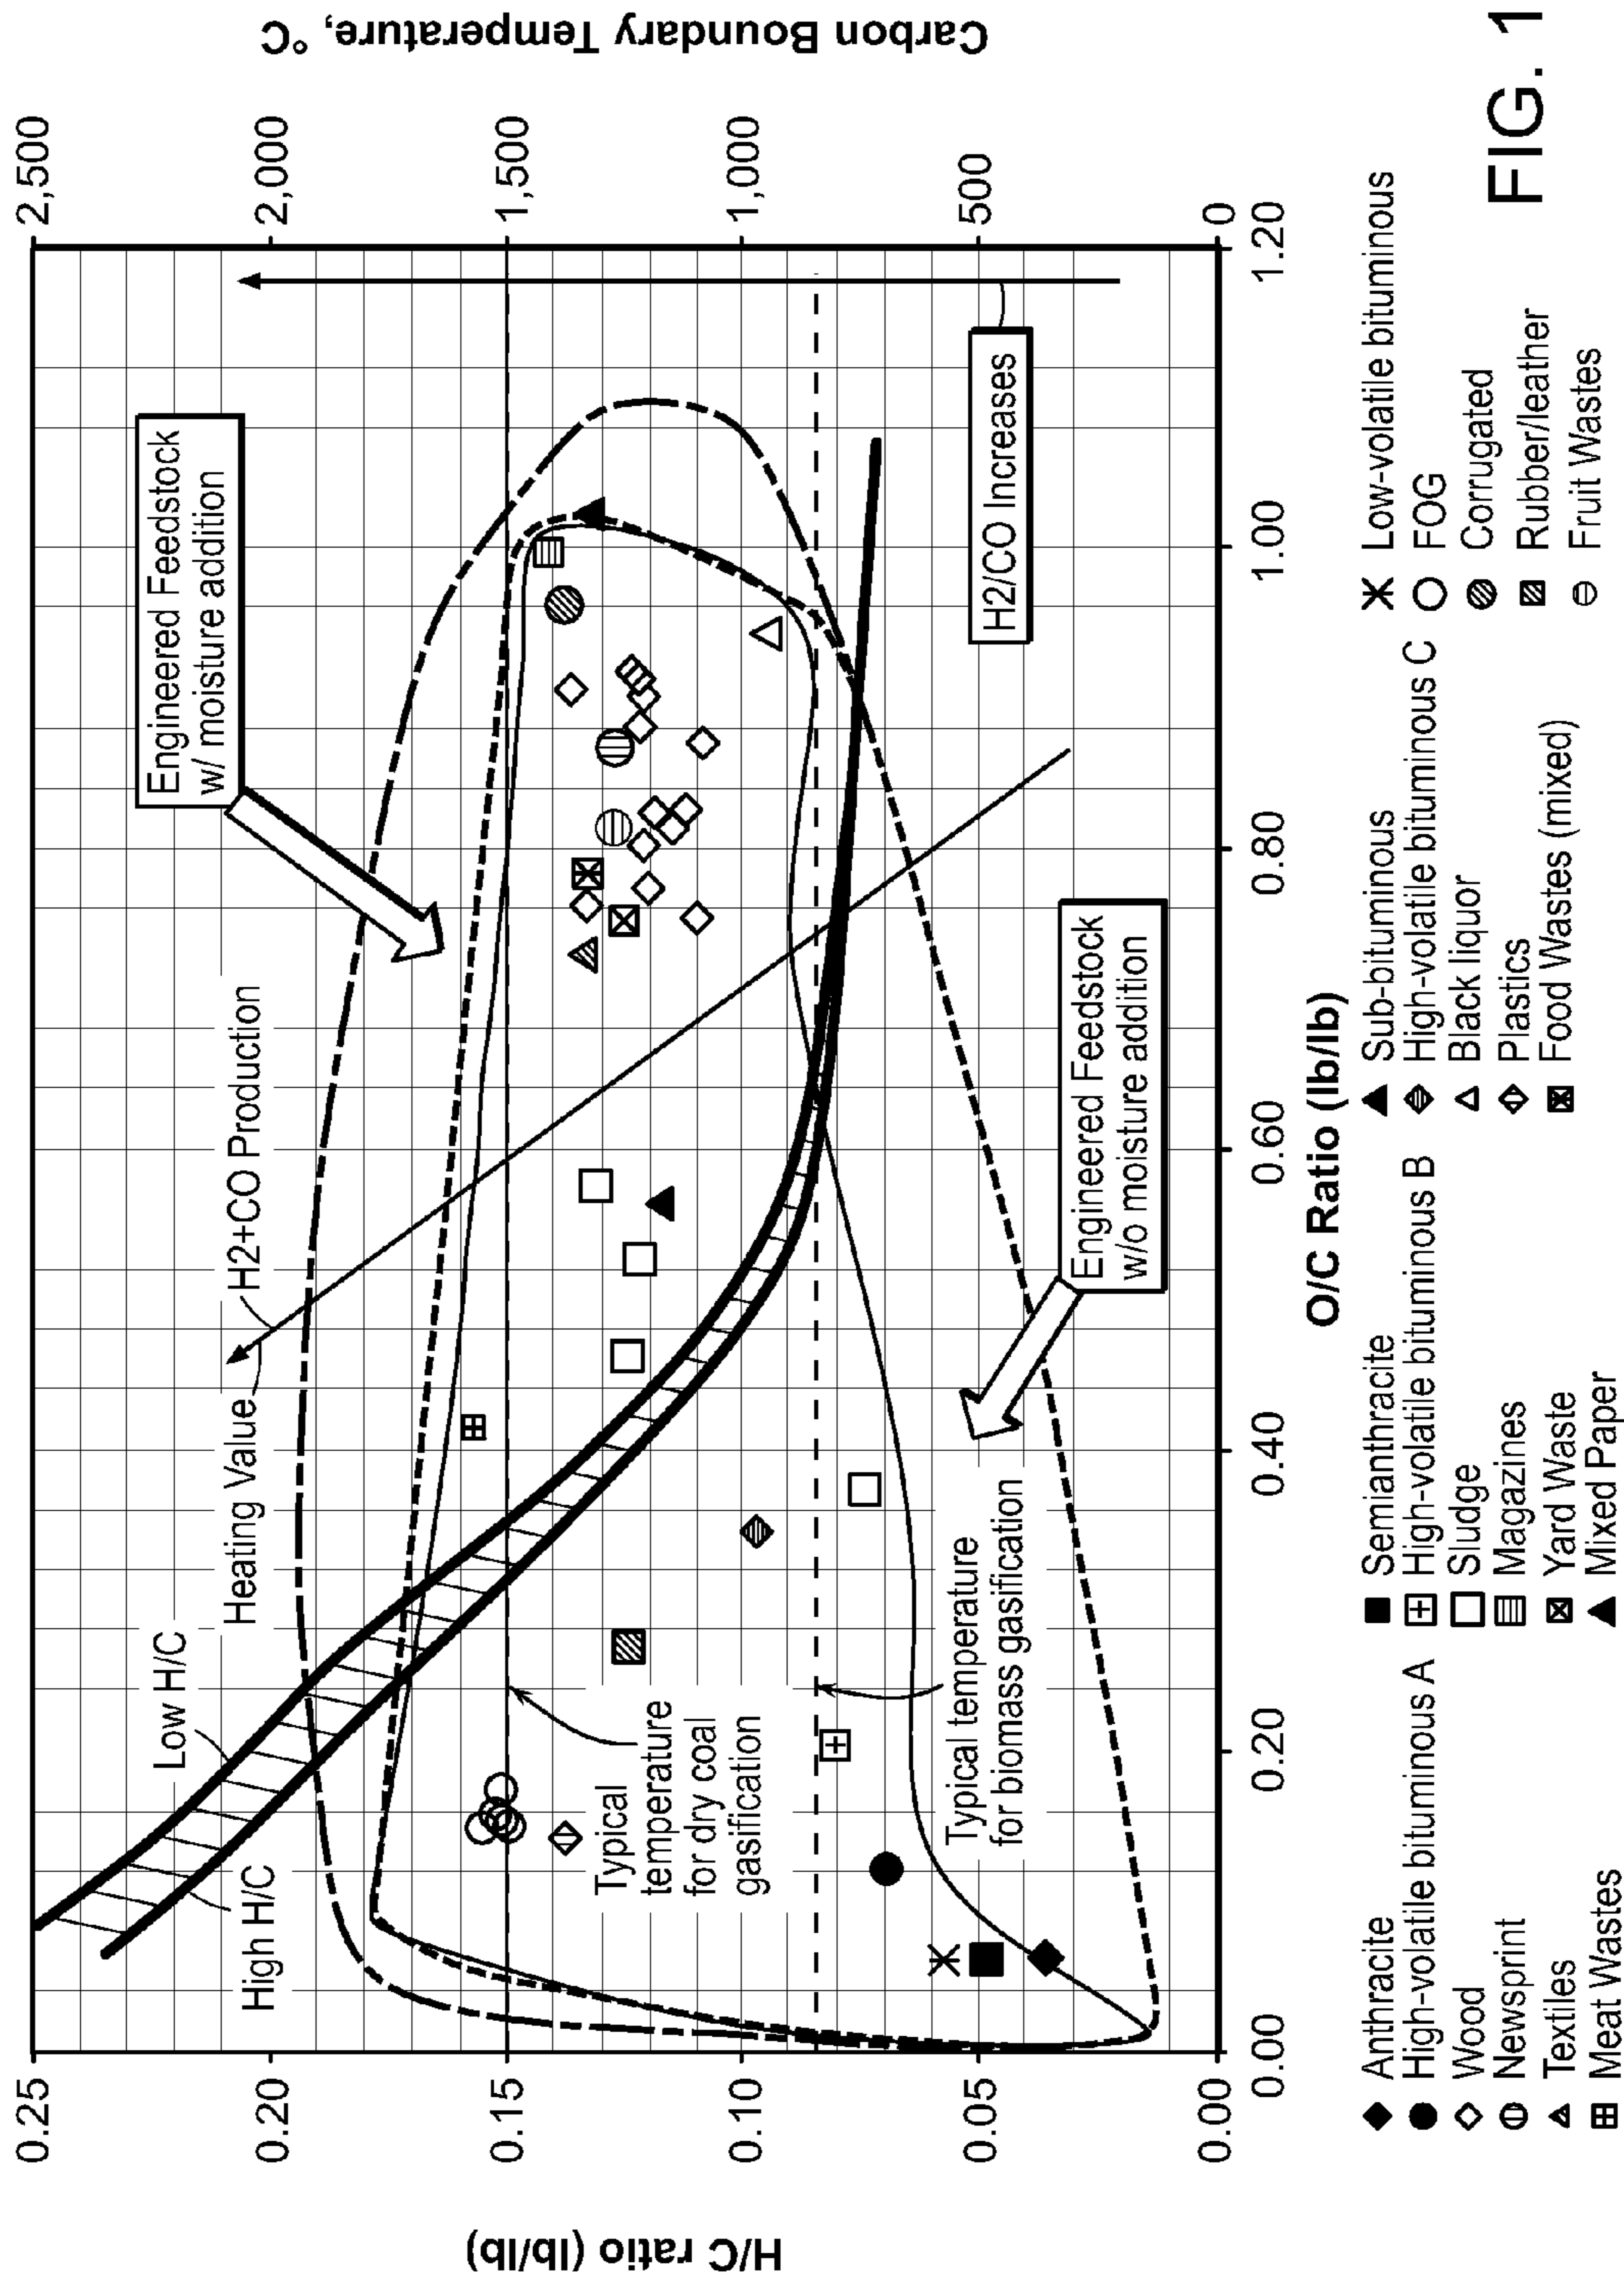 H/C ratio (lb/lb)
0.25
0.20
0.15
0.10
0.05
0.00
Carbon Boundary Temperature, °C
2,500
2,000
1,500
1,000
500
0
0.00
0.20
0.40
0.60
0.80
1.00
1.20
O/C Ratio (lb/lb)
Low H/C
High H/C
Heating Value
H2+CO Production
Engineered Feedstock
w/ moisture addition
Typical
temperature
for dry coal
gasification
Typical temperature
for biomass gasification
Engineered Feedstock
w/o moisture addition
H2/CO Increases
Anthracite
Semianthracite
Sub-bituminous
Low-volatile bituminous
High-volatile bituminous A
High-volatile bituminous B
High-volatile bituminous C
FOG
Wood
Sludge
Black liquor
Corrugated
Newsprint
Magazines
Plastics
Rubber/leather
Textiles
Yard Waste
Food Wastes (mixed)
Fruit Wastes
Meat Wastes
Mixed Paper
FIG. 1